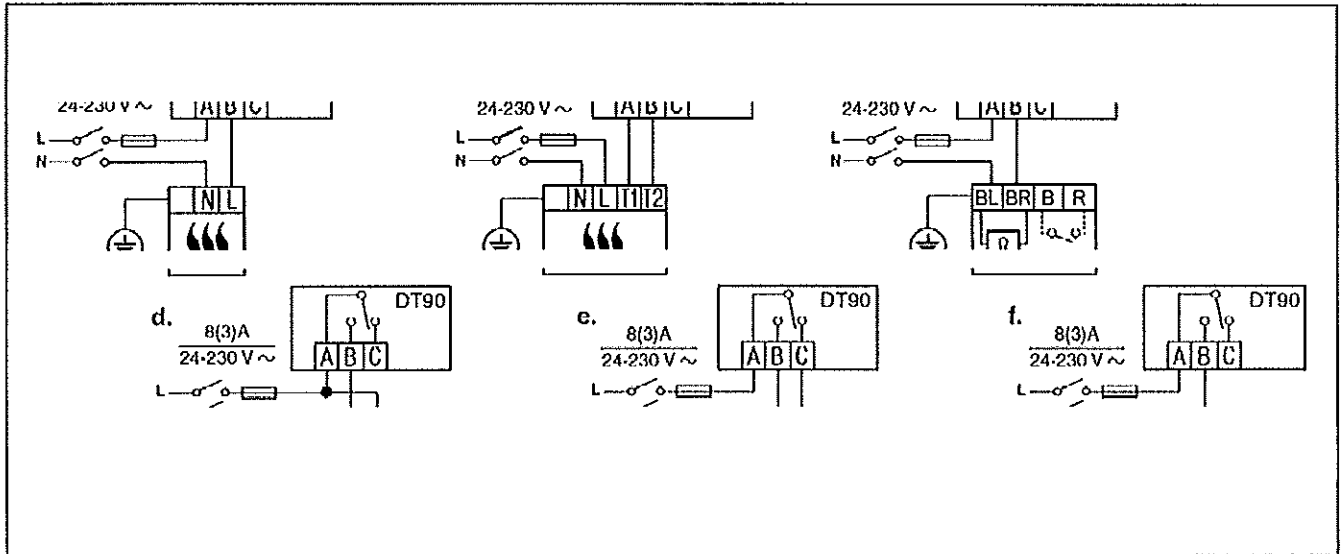 24-230 V ~ A B C
L
N
N L
24-230 V ~ A B C
L
N
N L T1 T2
24-230 V ~ A B C
L
N
BL BR B R
d.
DT90
8(3)A
24-230 V ~
A B C
L
e.
DT90
8(3)A
24-230 V ~
A B C
L
f.
DT90
8(3)A
24-230 V ~
A B C
L